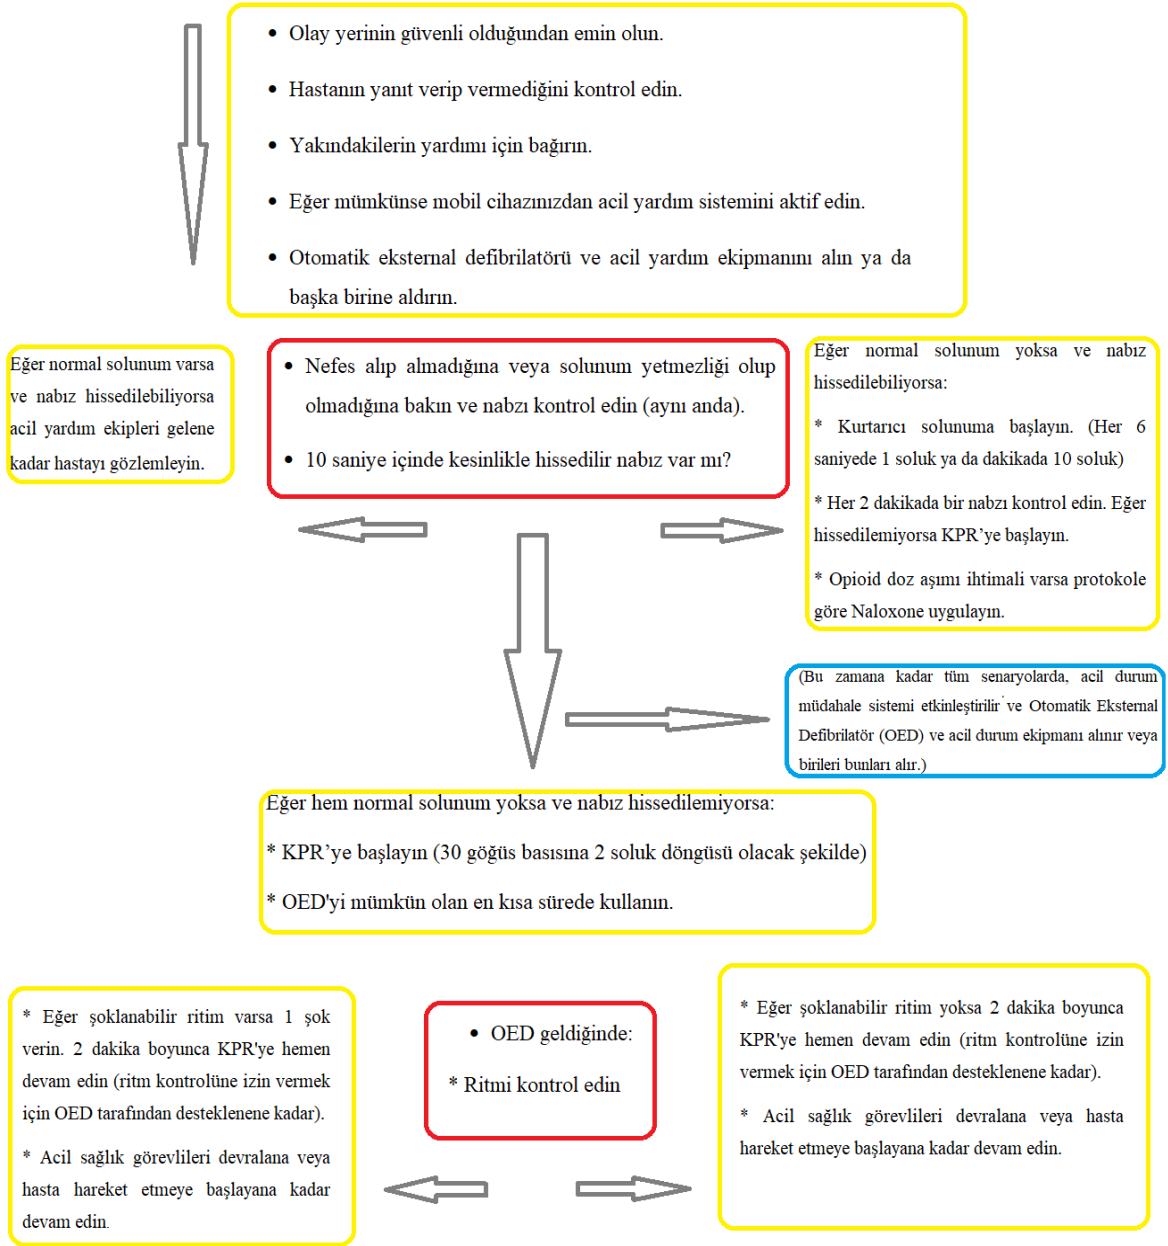 • Olay yerinin güvenli olduğundan emin olun.
• Hastanın yanıt verip vermediğini kontrol edin.
• Yakındakilerin yardımı için bağırın.
• Eğer mümkünse mobil cihazınızdan acil yardım sistemini aktif edin.
• Otomatik eksternal defibrilatörü ve acil yardım ekipmanını alın ya da
başka birine aldırın.
Eğer normal solunum varsa
ve nabız hissedilebiliyorsa
acil yardım ekipleri gelene
kadar hastayı gözlemleyin.
• Nefes alıp almadığına veya solunum yetmezliği olup
olmadığına bakın ve nabzı kontrol edin (aynı anda).
• 10 saniye içinde kesinlikle hissedilir nabız var mı?
Eğer normal solunum yoksa ve nabız
hissedilebiliyorsa:
* Kurtarıcı solunuma başlayın. (Her 6
saniyede 1 soluk ya da dakikada 10 soluk)
* Her 2 dakikada bir nabzı kontrol edin. Eğer
hissedilemiyorsa KPR’ye başlayın.
* Opioid doz aşımı ihtimali varsa protokole
göre Naloxone uygulayın.
(Bu zamana kadar tüm senaryolarda, acil durum
müdahale sistemi etkinleştirilir ve Otomatik Eksternal
Defibrilatör (OED) ve acil durum ekipmanı alınır veya
birileri bunları alır.)
Eğer hem normal solunum yoksa ve nabız hissedilemiyorsa:
* KPR’ye başlayın (30 göğüs basısına 2 soluk döngüsü olacak şekilde)
* OED'yi mümkün olan en kısa sürede kullanın.
* Eğer şoklanabilir ritim varsa 1 şok
verin. 2 dakika boyunca KPR'ye hemen
devam edin (ritm kontrolüne izin vermek
için OED tarafından desteklenene kadar).
* Acil sağlık görevlileri devralana veya
hasta hareket etmeye başlayana kadar
devam edin.
• OED geldiğinde:
* Ritmi kontrol edin
* Eğer şoklanabilir ritim yoksa 2 dakika boyunca
KPR'ye hemen devam edin (ritm kontrolüne izin
vermek için OED tarafından desteklenene kadar).
* Acil sağlık görevlileri devralana veya hasta
hareket etmeye başlayana kadar devam edin.